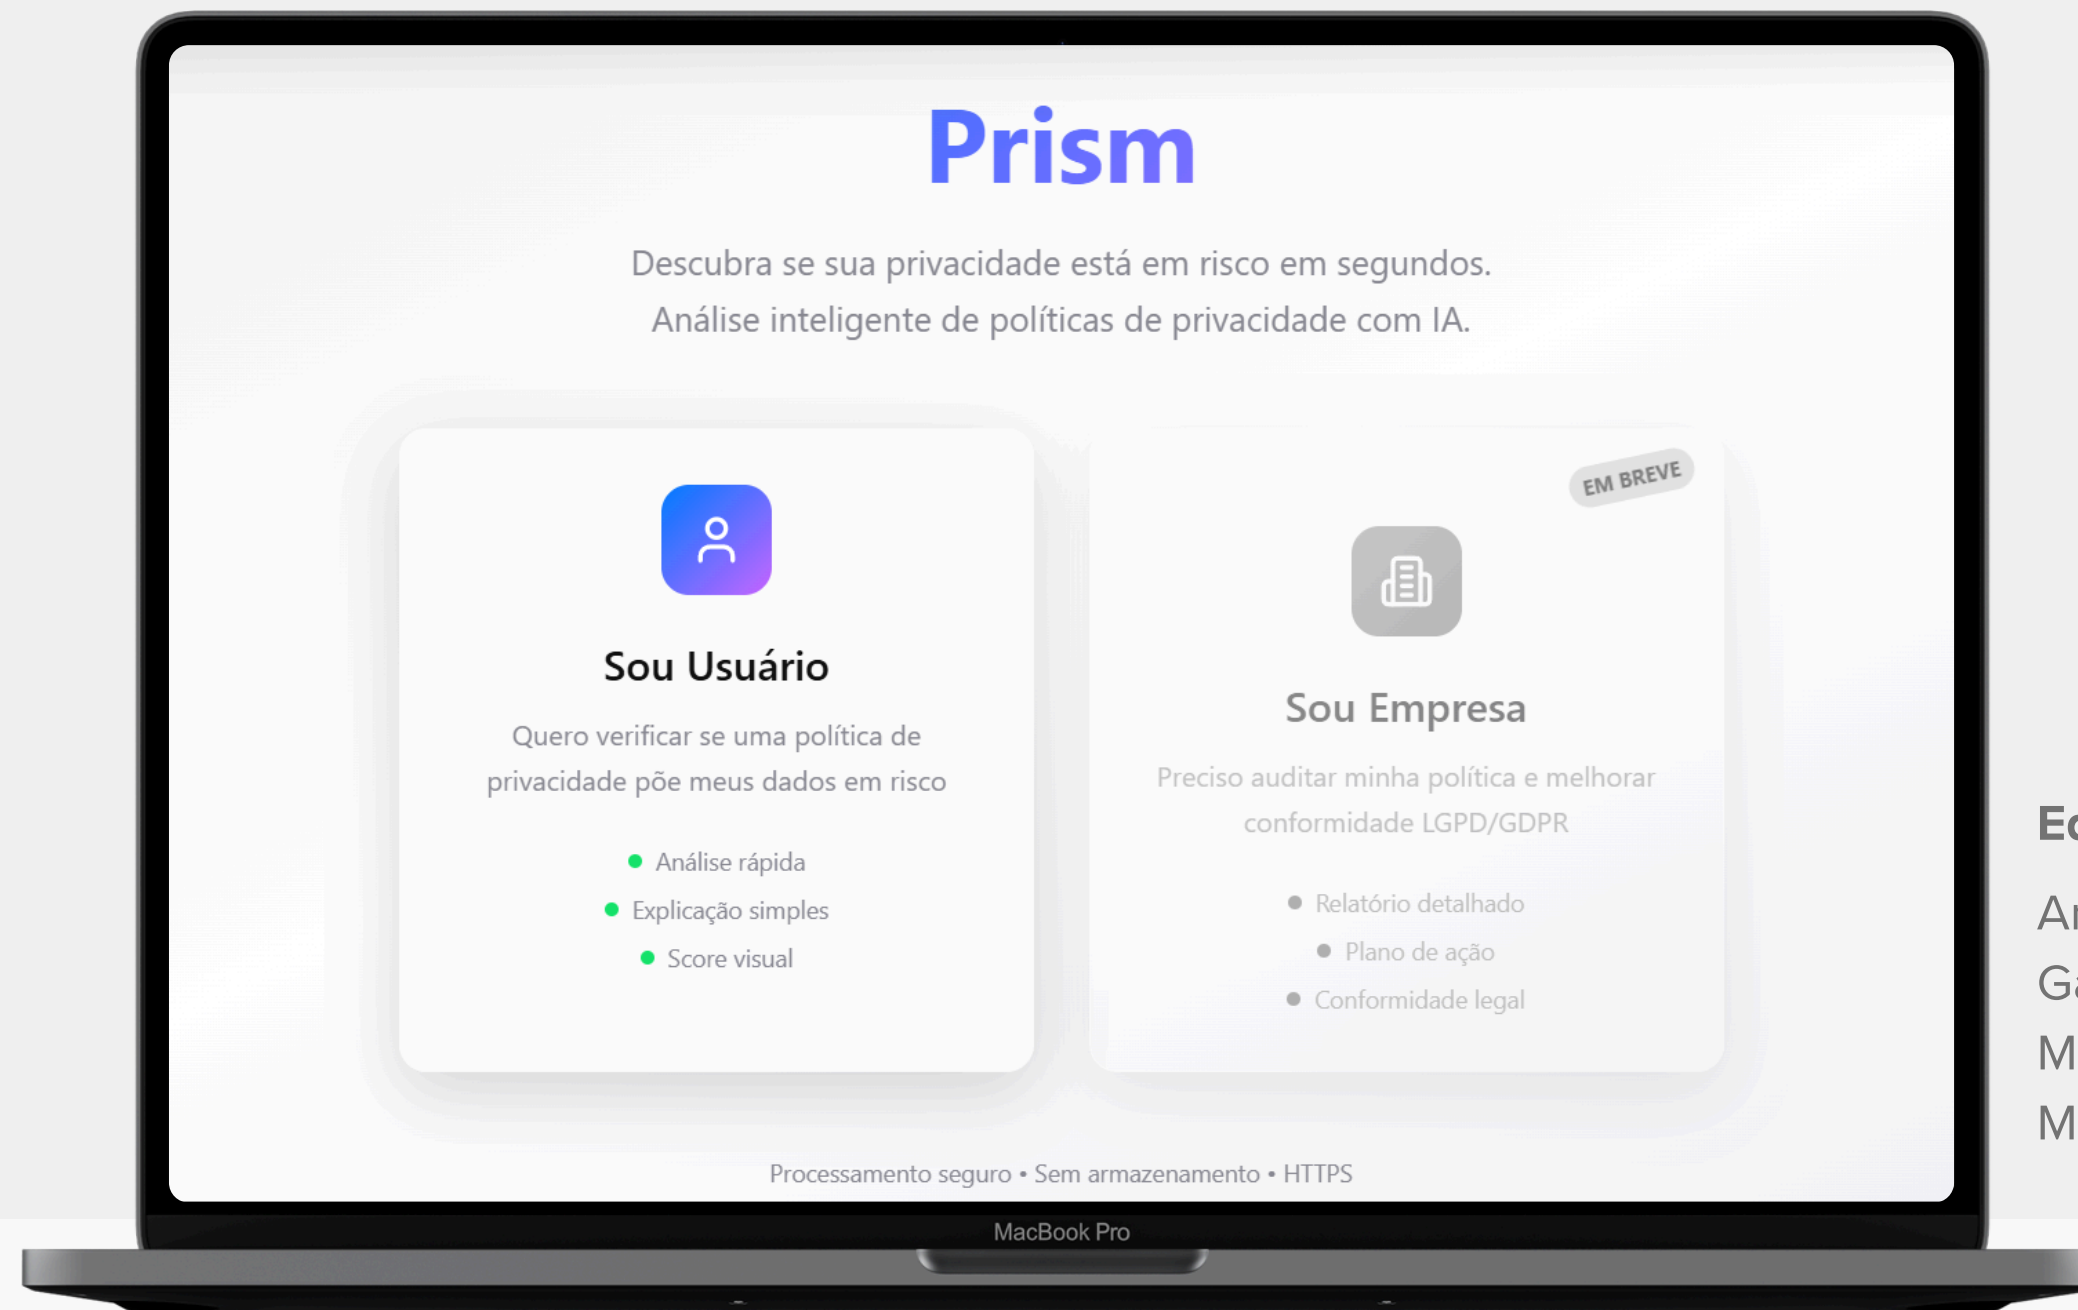 Prism
Descubra se sua privacidade está em risco em segundos.
Análise inteligente de políticas de privacidade com IA.
Sou Usuário
Quero verificar se uma política de
privacidade põe meus dados em risco
Análise rápida
Explicação simples
Score visual
EM BREVE
Sou Empresa
Preciso auditar minha política e melhorar
conformidade LGPD/GDPR
Relatório detalhado
Plano de ação
Conformidade legal
Processamento seguro • Sem armazenamento • HTTPS
MacBook Pro